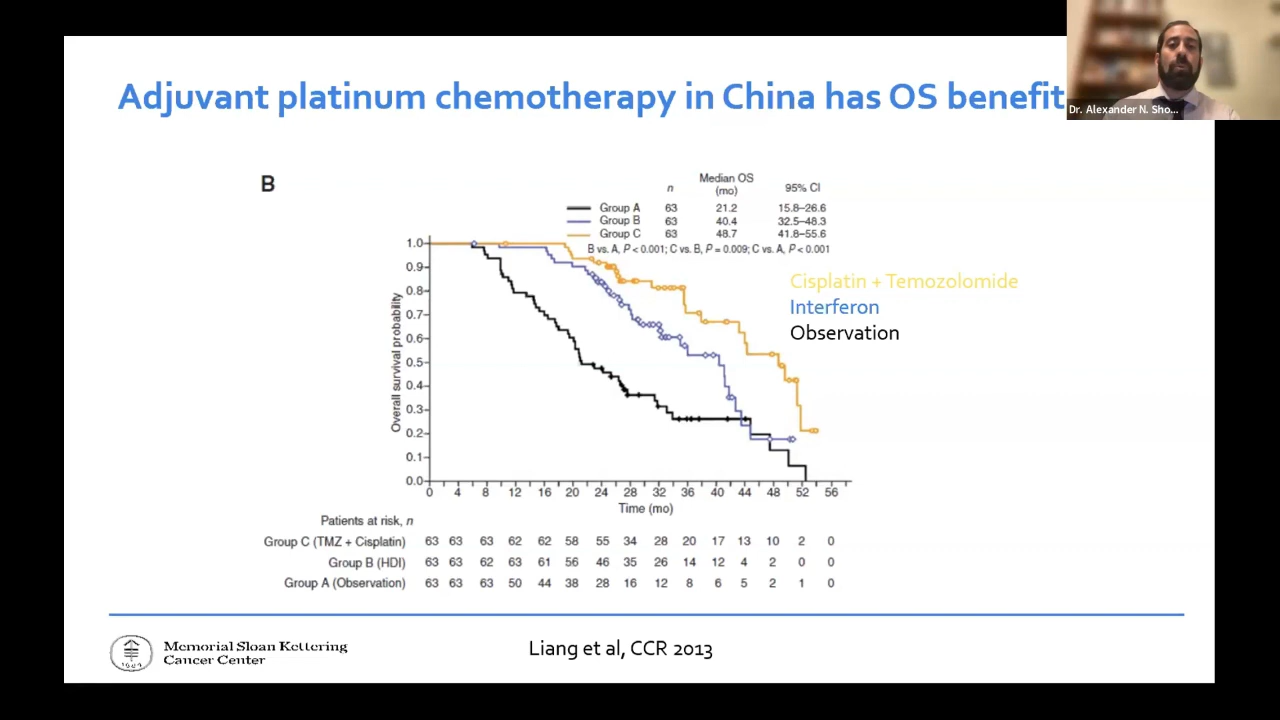 Adjuvant platinum chemotherapy in China has OS benefit
Dr. Alexander N. Sho...
B
n Median OS (mo) 95% CI
Group A 63 21.2 15.8–26.6
Group B 63 40.4 32.5–48.3
Group C 63 48.7 41.8–55.6
B vs. A, P < 0.001; C vs. B, P = 0.009; C vs. A, P < 0.001
Cisplatin + Temozolomide
Interferon
Observation
Overall survival probability
1.0
0.9
0.8
0.7
0.6
0.5
0.4
0.3
0.2
0.1
0.0
0 4 8 12 16 20 24 28 32 36 40 44 48 52 56
Time (mo)
Patients at risk, n
Group C (TMZ + Cisplatin) 63 63 63 62 62 58 55 34 28 20 17 13 10 2 0
Group B (HDI) 63 63 62 63 61 56 46 35 26 14 12 4 2 0 0
Group A (Observation) 63 63 63 50 44 38 28 16 12 8 6 5 2 1 0
Memorial Sloan Kettering
Cancer Center
Liang et al, CCR 2013